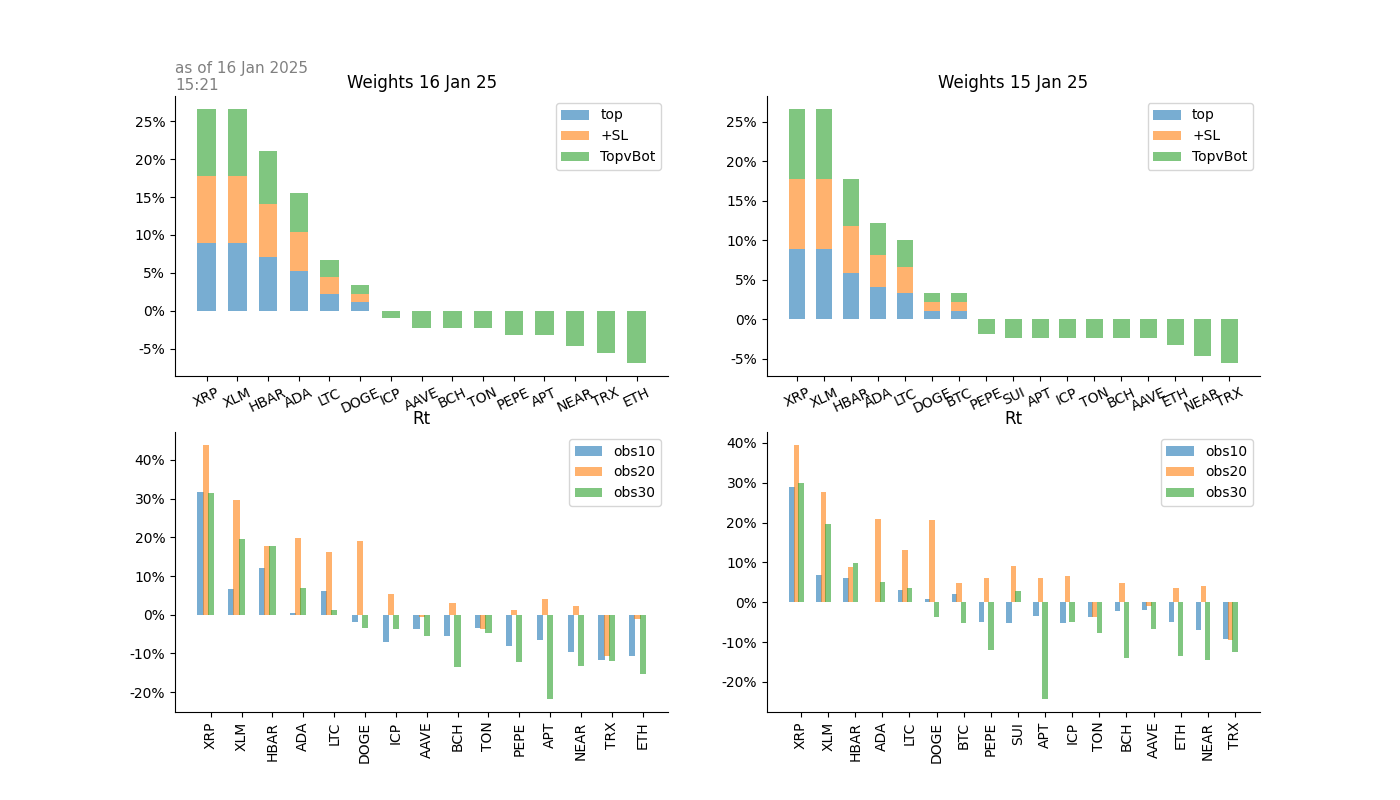 as of 16 Jan 2025
15:21
Weights 16 Jan 25
25%
20%
15%
10%
5%
0%
-5%
top
+SL
TopvBot
XRP XLM HBAR ADA LTC DOGE ICP AAVE BCH TON PEPE APT NEAR TRX ETH
Weights 15 Jan 25
25%
20%
15%
10%
5%
0%
-5%
top
+SL
TopvBot
XRP XLM HBAR ADA LTC DOGE BTC PEPE SUI APT ICP TON BCH AAVE ETH NEAR TRX
Rt
40%
30%
20%
10%
0%
-10%
-20%
obs10
obs20
obs30
XRP XLM HBAR ADA LTC DOGE ICP AAVE BCH TON PEPE APT NEAR TRX ETH
Rt
40%
30%
20%
10%
0%
-10%
-20%
obs10
obs20
obs30
XRP XLM HBAR ADA LTC DOGE BTC PEPE SUI APT ICP TON BCH AAVE ETH NEAR TRX